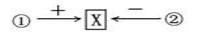 ① + X − ②